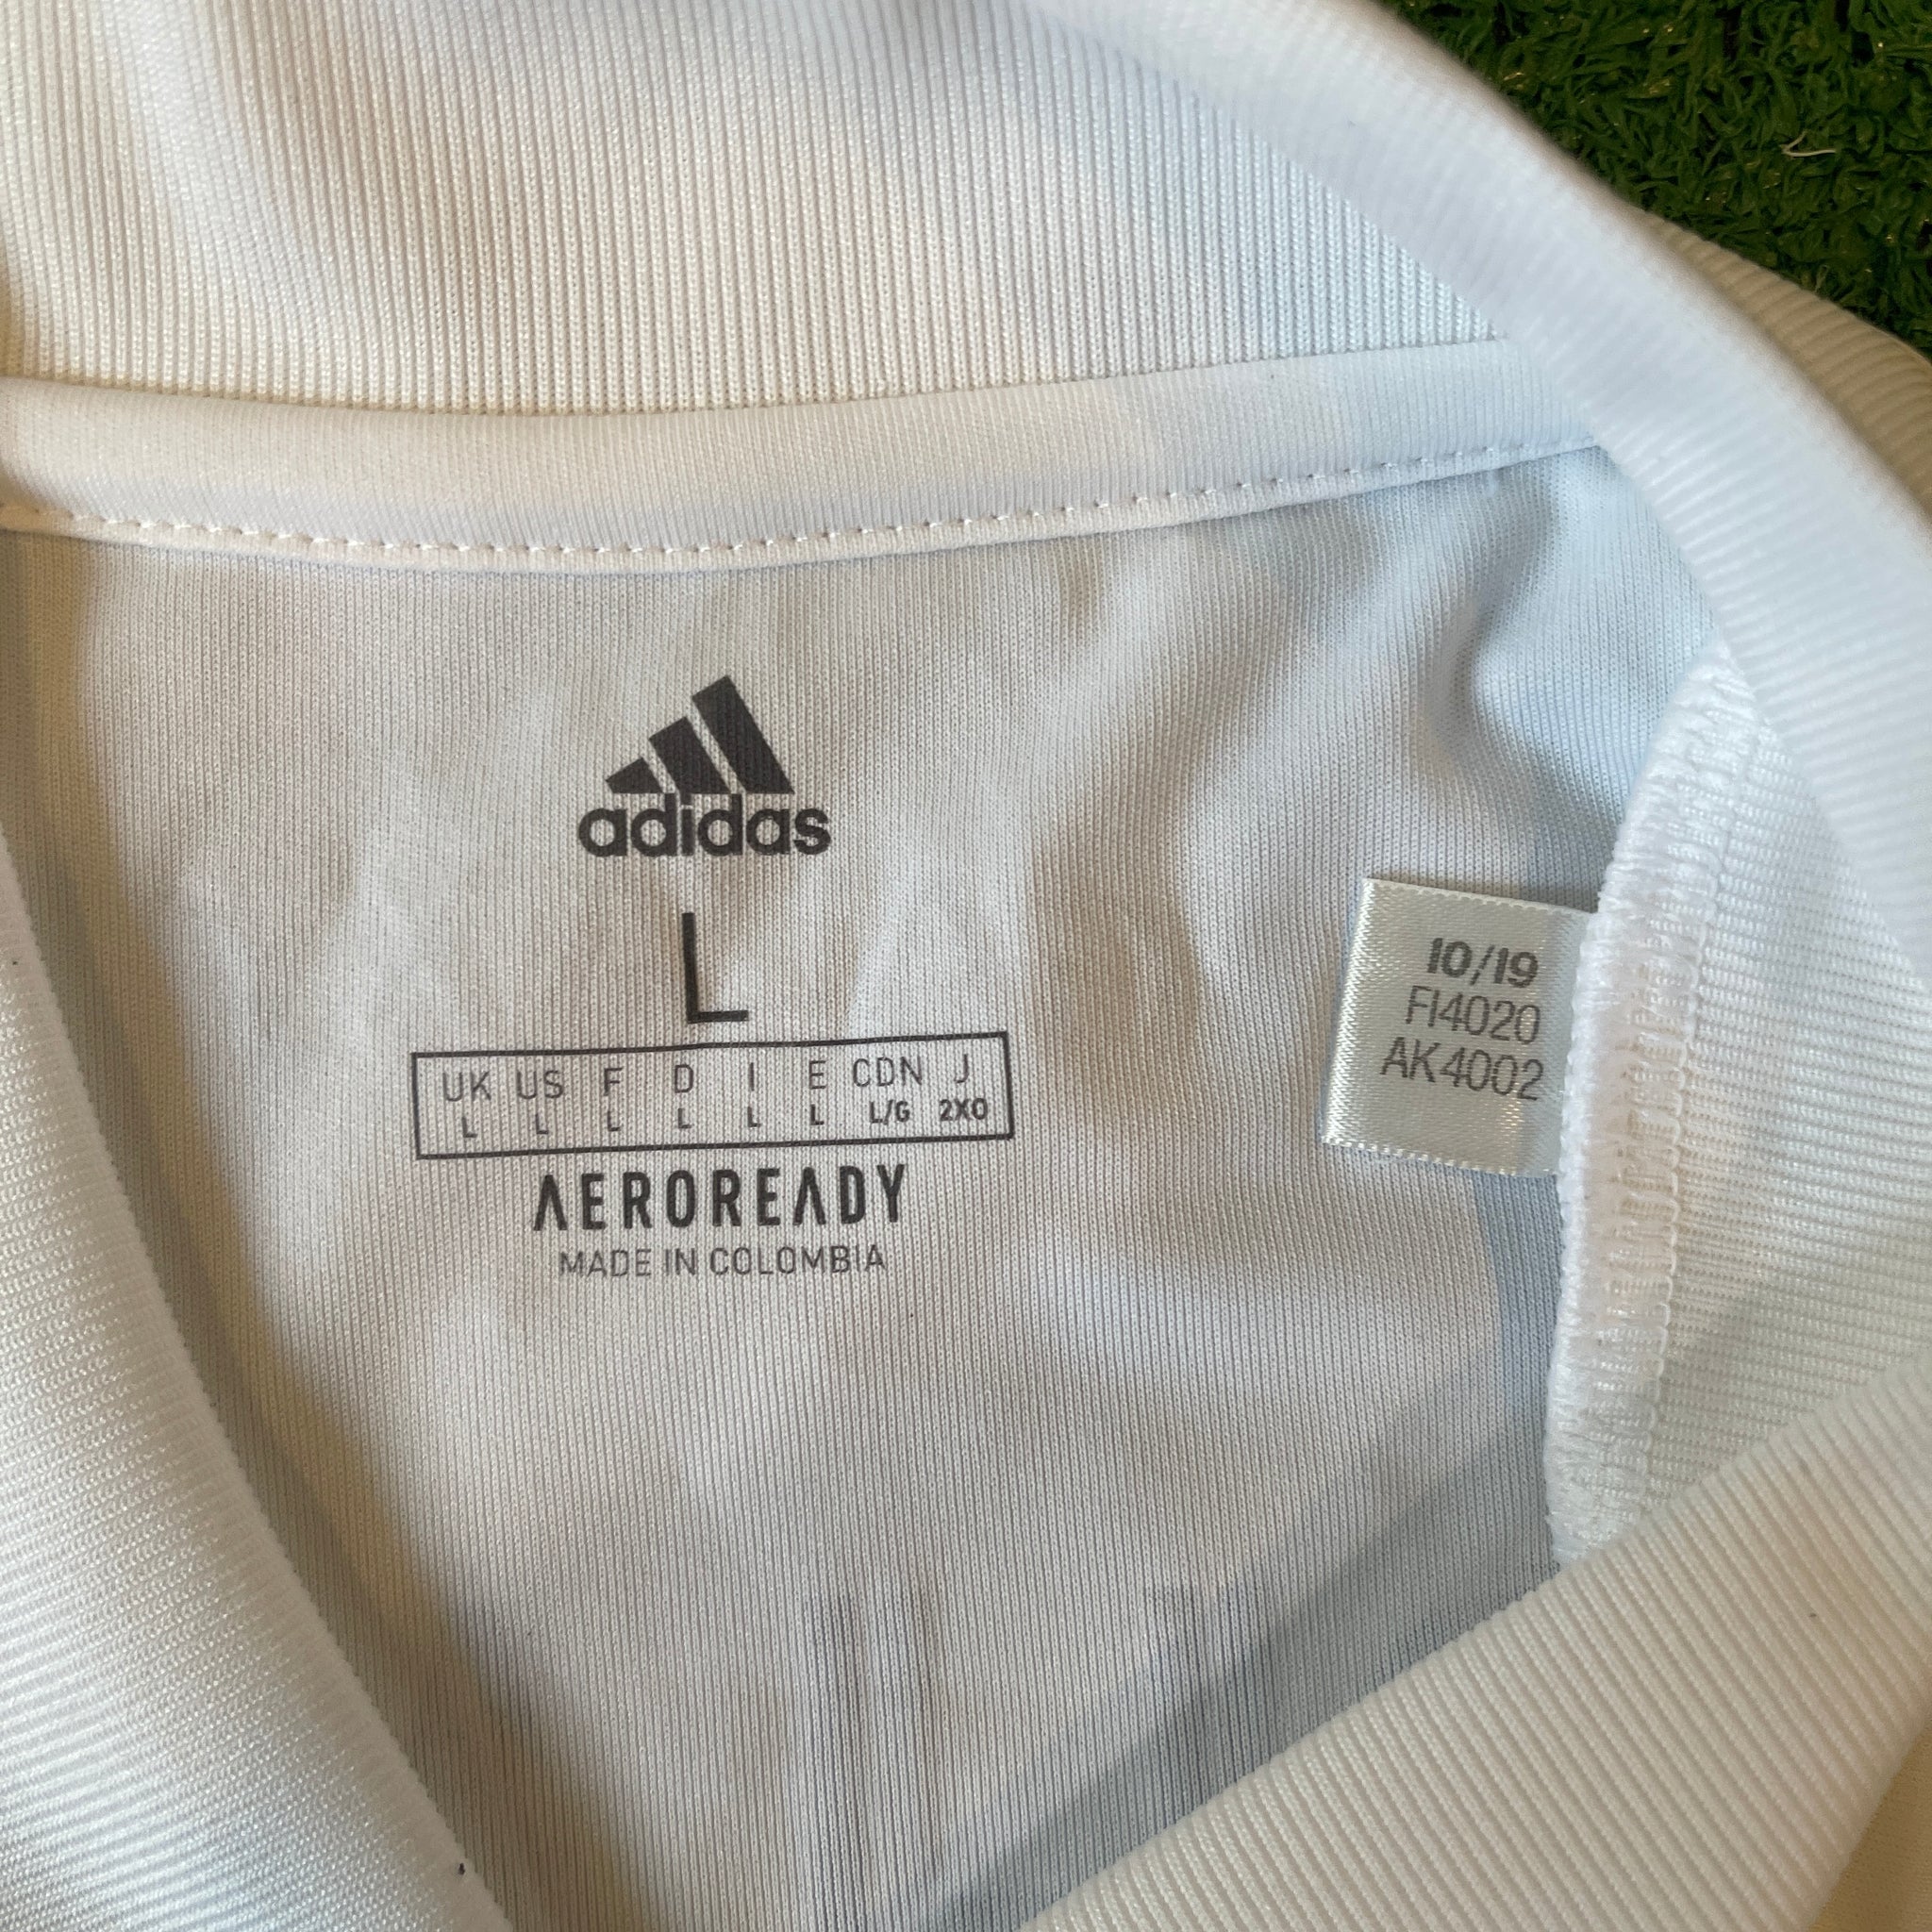 adidas
L
UK US F D I E CDN J
L L L L L L L/G 2XO
AEROREADY
MADE IN COLOMBIA
10/19
FI4020
AK4002